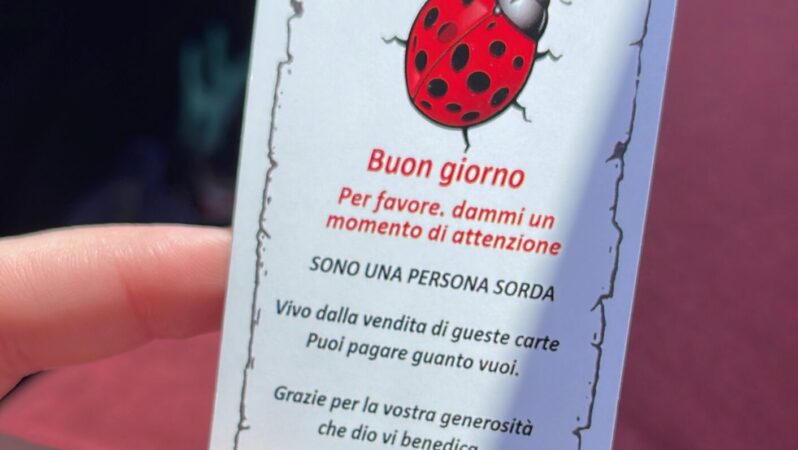 Buon giorno
Per favore. dammi un
momento di attenzione
SONO UNA PERSONA SORDA
Vivo dalla vendita di gueste carte
Puoi pagare guanto vuoi.
Grazie per la vostra generosità
che dio vi benedica